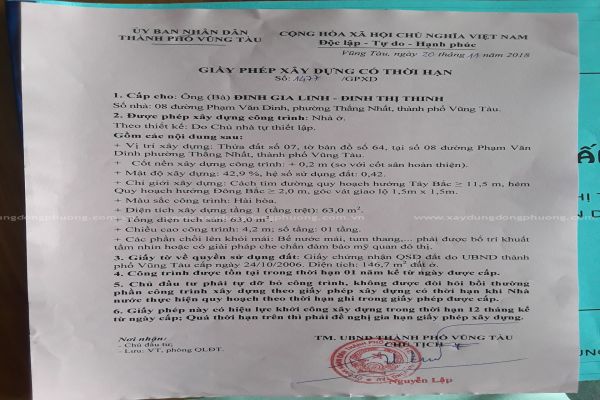 ỦY BAN NHÂN DÂN
THÀNH PHỐ VŨNG TÀU
CỘNG HÒA XÃ HỘI CHỦ NGHĨA VIỆT NAM
Độc lập - Tự do - Hạnh phúc
Vũng Tàu, ngày 20 tháng 11 năm 2018
GIẤY PHÉP XÂY DỰNG CÓ THỜI HẠN
Số: 1477 /GPXD
1. Cấp cho: Ông (Bà) ĐINH GIA LINH - ĐINH THỊ THINH
Số nhà: 08 đường Phạm Văn Dinh, phường Thắng Nhất, thành phố Vũng Tàu.
2. Được phép xây dựng công trình: Nhà ở.
Theo thiết kế: Do Chủ nhà tự thiết lập.
Gồm các nội dung sau:
+ Vị trí xây dựng: Thửa đất số 07, tờ bản đồ số 64, tại số 08 đường Phạm Văn
Dinh phường Thắng Nhất, thành phố Vũng Tàu.
+ Cốt nền xây dựng công trình: + 0,2 m (so với cốt sân hoàn thiện).
+ Mật độ xây dựng: 42,9 %, hệ số sử dụng đất: 0,42.
+ Chỉ giới xây dựng: Cách tim đường quy hoạch hướng Tây Bắc ≥ 11,5 m, hẻm
Quy hoạch hướng Đông Bắc ≥ 2,0 m, góc vát giao lộ 1,5m x 1,5m.
+ Màu sắc công trình: Hài hòa.
+ Diện tích xây dựng tầng 1 (tầng trệt): 63,0 m².
+ Tổng diện tích sàn: 63,0 m².
+ Chiều cao công trình: 4,2 m; số tầng: 01 tầng.
+ Các phần chồi lên khỏi mái: Bể nước mái, tum thang,... phải được bố trí khuất
tầm nhìn hoặc có giải pháp che chắn đảm bảo mỹ quan đô thị.
3. Giấy tờ về quyền sử dụng đất: Giấy chứng nhận QSD đất do UBND thành
phố Vũng Tàu cấp ngày 24/10/2006. Diện tích: 146,7 m² đất ở.
4. Công trình được tồn tại trong thời hạn 01 năm kể từ ngày được cấp.
5. Chủ đầu tư phải tự dỡ bỏ công trình, không được đòi hỏi bồi thường
phần công trình xây dựng theo giấy phép xây dựng có thời hạn khi Nhà
nước thực hiện quy hoạch theo thời hạn ghi trong giấy phép được cấp.
6. Giấy phép này có hiệu lực khởi công xây dựng trong thời hạn 12 tháng kể
từ ngày cấp; Quá thời hạn trên thì phải đề nghị gia hạn giấy phép xây dựng.
Nơi nhận:
- Chủ đầu tư;
- Lưu: VT, phòng QLĐT.
TM. UBND THÀNH PHỐ VŨNG TÀU
CHỦ TỊCH
Nguyễn Lập
www.xaydungdongphuong.com.vn